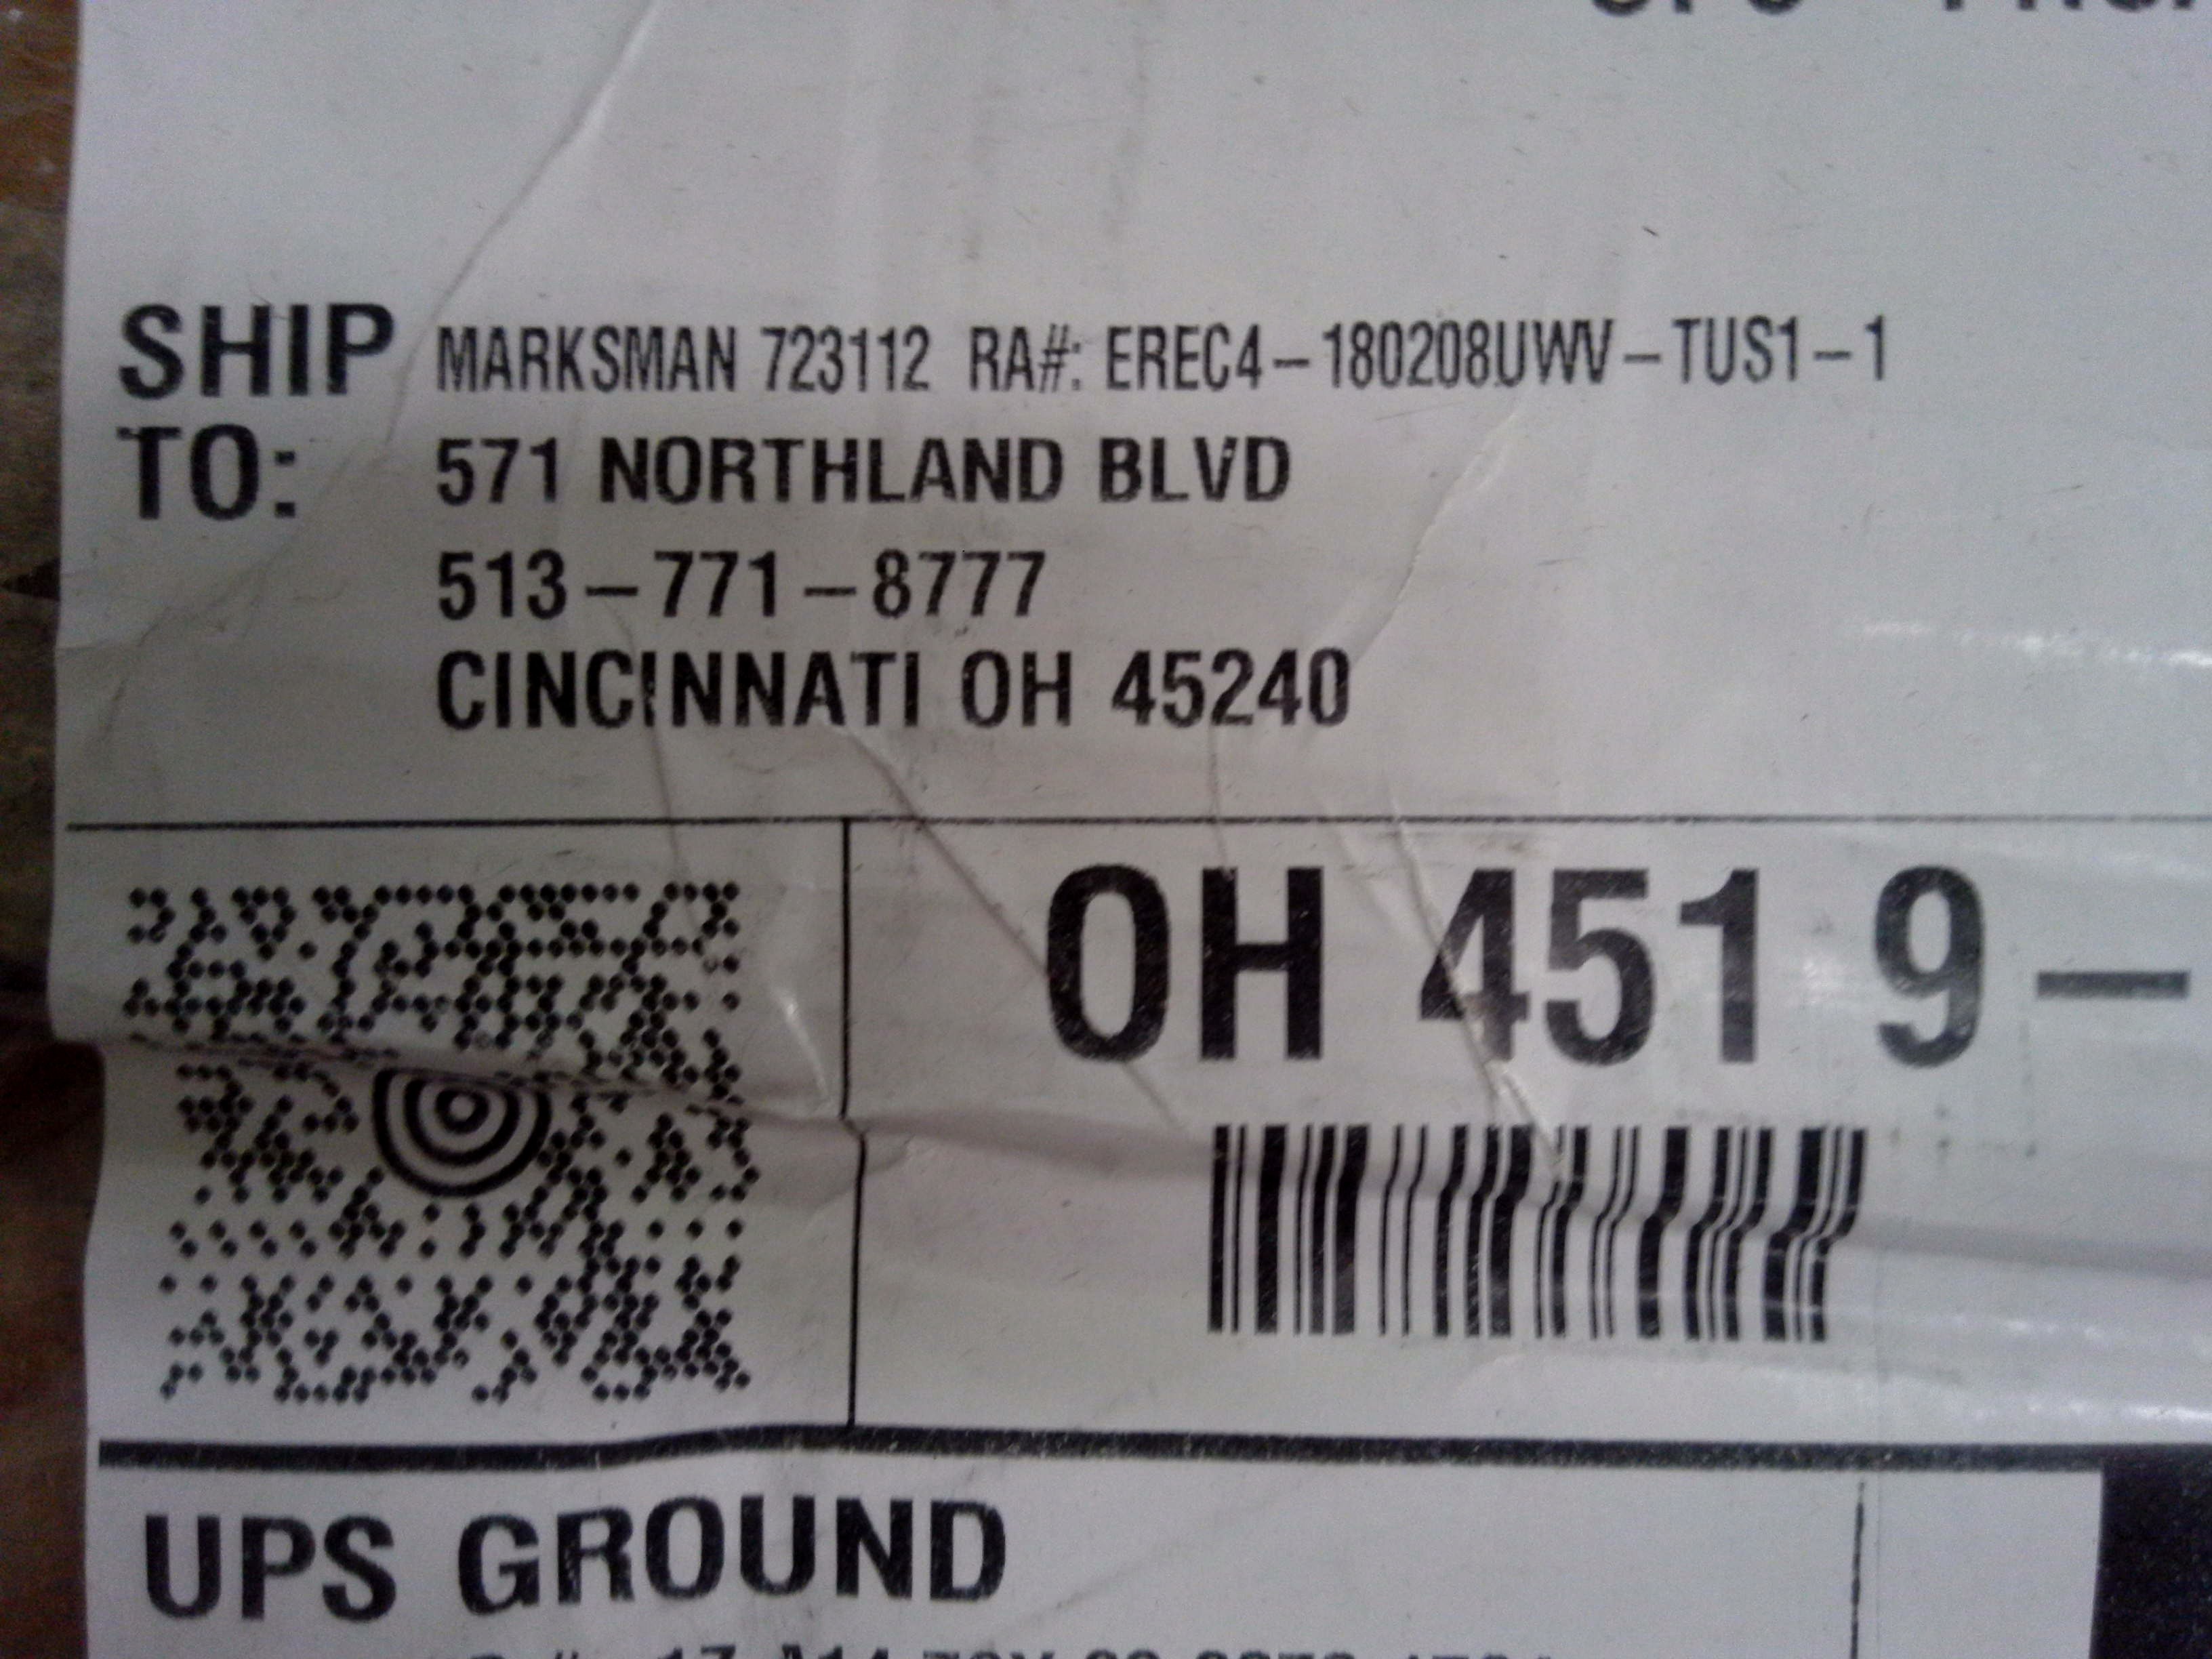 SHIP TO:
MARKSMAN 723112 RA#: EREC4-180208UWV-TUS1-1
571 NORTHLAND BLVD
513-771-8777
CINCINNATI OH 45240
OH 451 9-
UPS GROUND